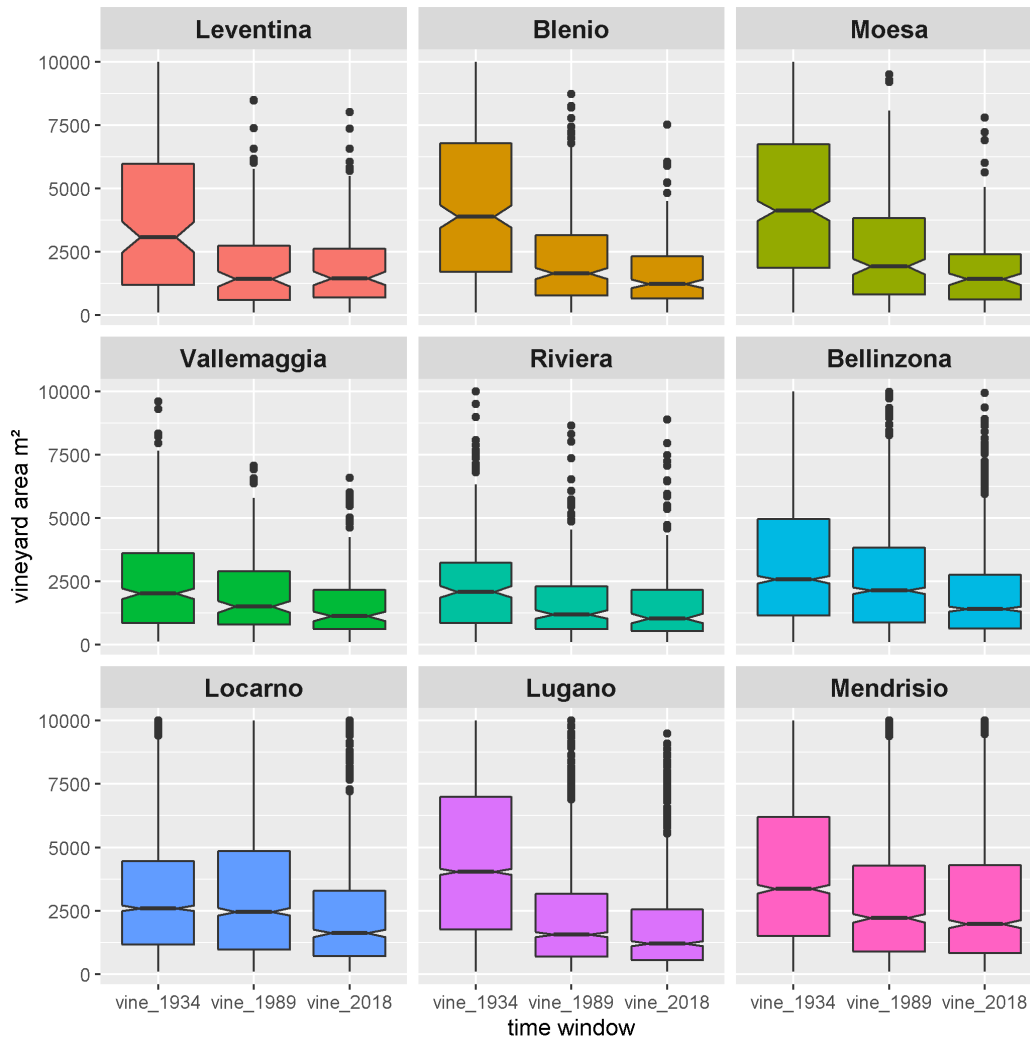 Leventina Blenio Moesa
10000
7500
5000
2500
0
Vallemaggia Riviera Bellinzona
10000
7500
5000
2500
0
vineyard area m²
Locarno Lugano Mendrisio
10000
7500
5000
2500
0
vine_1934 vine_1989 vine_2018 vine_1934 vine_1989 vine_2018 vine_1934 vine_1989 vine_2018
time window